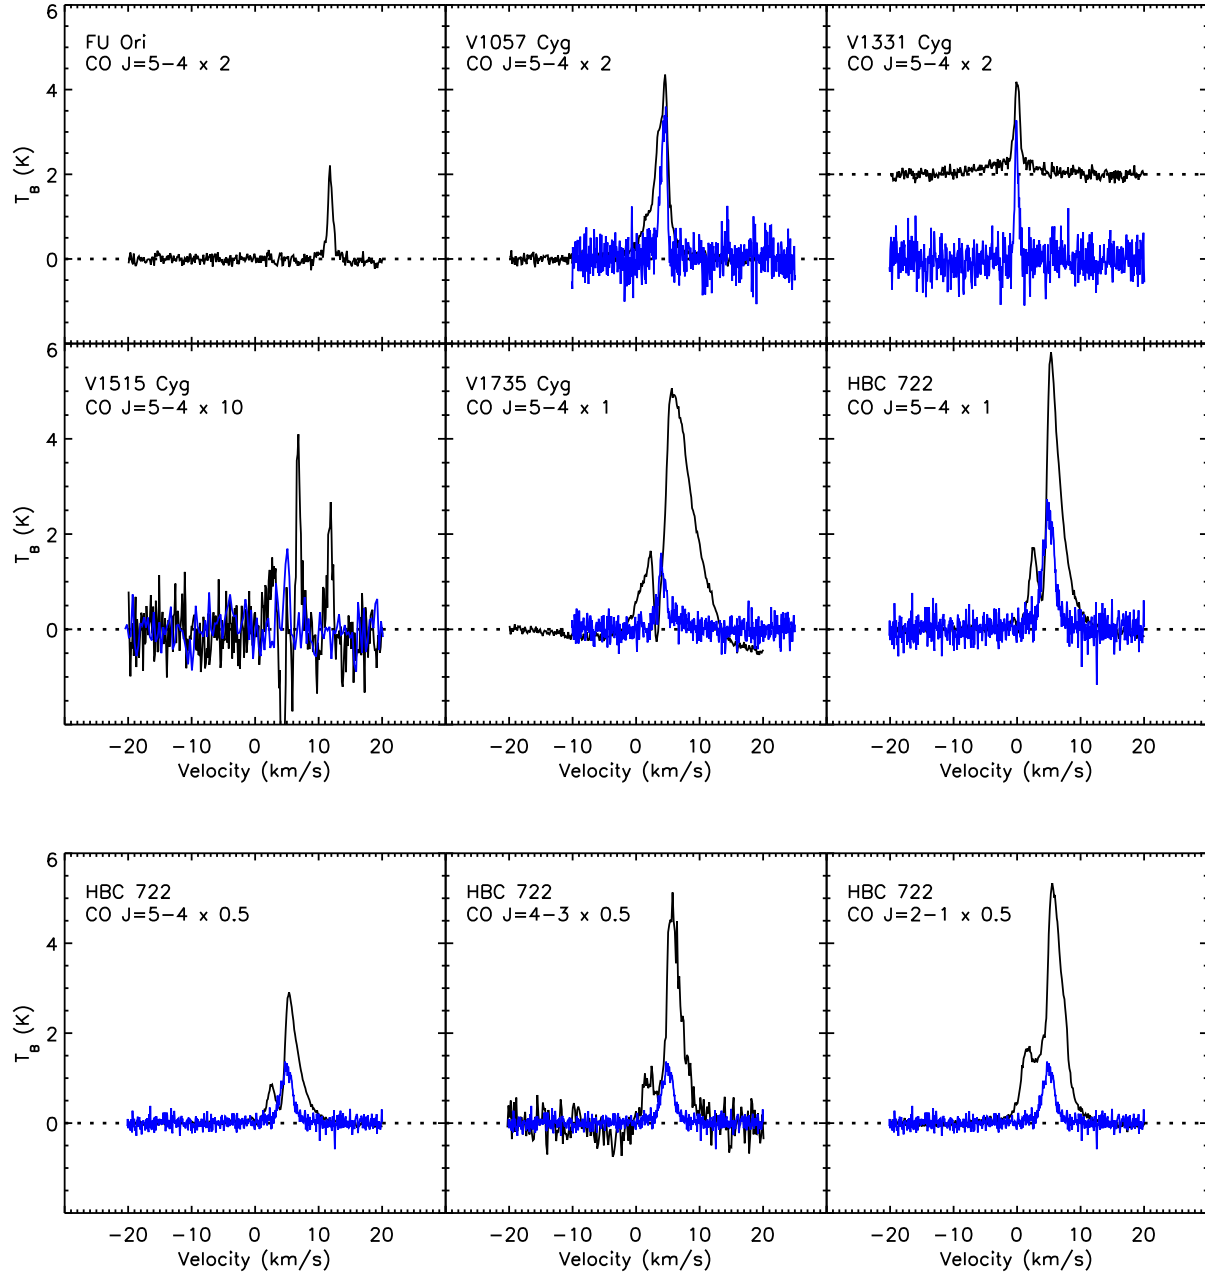 FU Ori
CO J=5-4 x 2
V1057 Cyg
CO J=5-4 x 2
V1331 Cyg
CO J=5-4 x 2
6
4
2
0
T_B (K)
V1515 Cyg
CO J=5-4 x 10
V1735 Cyg
CO J=5-4 x 1
HBC 722
CO J=5-4 x 1
6
4
2
0
T_B (K)
-20 -10 0 10 20
-20 -10 0 10 20
-20 -10 0 10 20
Velocity (km/s)
Velocity (km/s)
Velocity (km/s)
HBC 722
CO J=5-4 x 0.5
HBC 722
CO J=4-3 x 0.5
HBC 722
CO J=2-1 x 0.5
6
4
2
0
T_B (K)
-20 -10 0 10 20
-20 -10 0 10 20
-20 -10 0 10 20
Velocity (km/s)
Velocity (km/s)
Velocity (km/s)